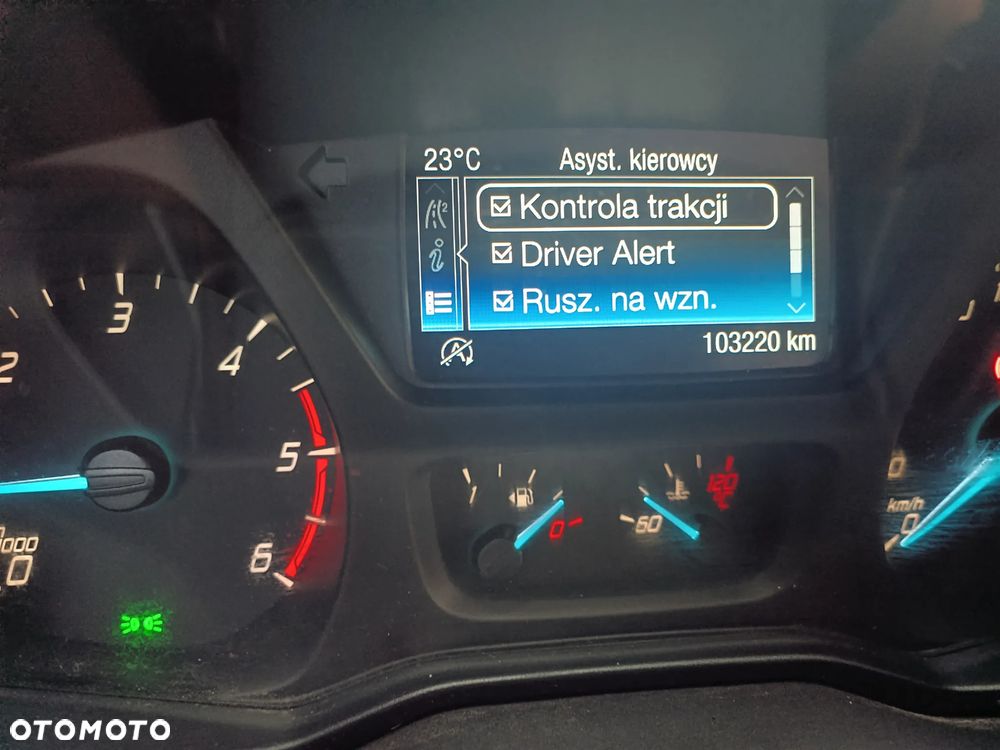 23°C Asyst. kierowcy
Kontrola trakcji
Driver Alert
Rusz. na wzn.
103220 km
2
3
4
5
6
0
60
120
°C
km/h
0
OTOMOTO